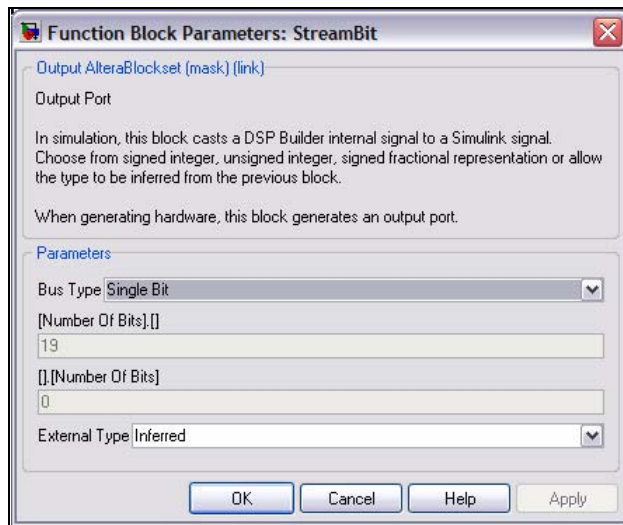 Function Block Parameters: StreamBit
Output AlteraBlockset (mask) (link)
Output Port
In simulation, this block casts a DSP Builder internal signal to a Simulink signal.
Choose from signed integer, unsigned integer, signed fractional representation or allow
the type to be inferred from the previous block.
When generating hardware, this block generates an output port.
Parameters
Bus Type Single Bit
[Number Of Bits].[]
19
[].[Number Of Bits]
0
External Type Inferred
OK Cancel Help Apply